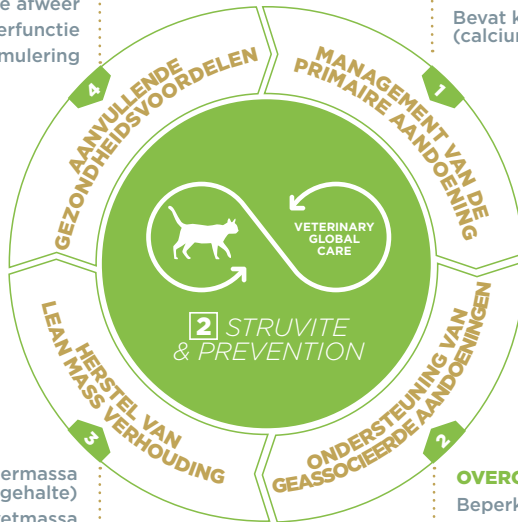 e afweer
erfunctie
mulering
Bevat k
(calciun
4
AANVULLENDE
GEZONDHEIDSVOORDELEN
1
MANAGEMENT VAN DE
PRIMAIRE AANDOENING
VETERINARY
GLOBAL
CARE
2 STRUVITE
& PREVENTION
3
HERSTEL VAN
LEAN MASS VERHOUDING
2
ONDERSTEUNING VAN
GEASSOCIEERDE AANDOENINGEN
ermassa
gehalte)
etmassa
OVERG
Beperk